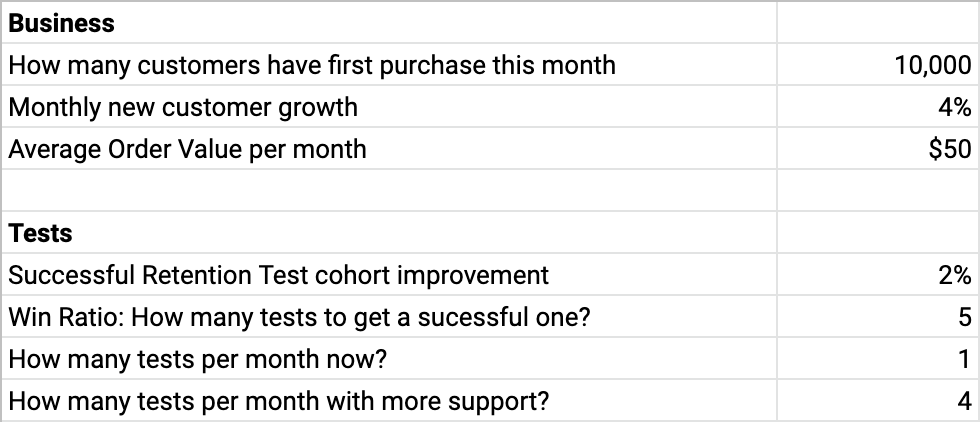 Business
How many customers have first purchase this month 10,000
Monthly new customer growth 4%
Average Order Value per month $50
Tests
Successful Retention Test cohort improvement 2%
Win Ratio: How many tests to get a sucessful one? 5
How many tests per month now? 1
How many tests per month with more support? 4